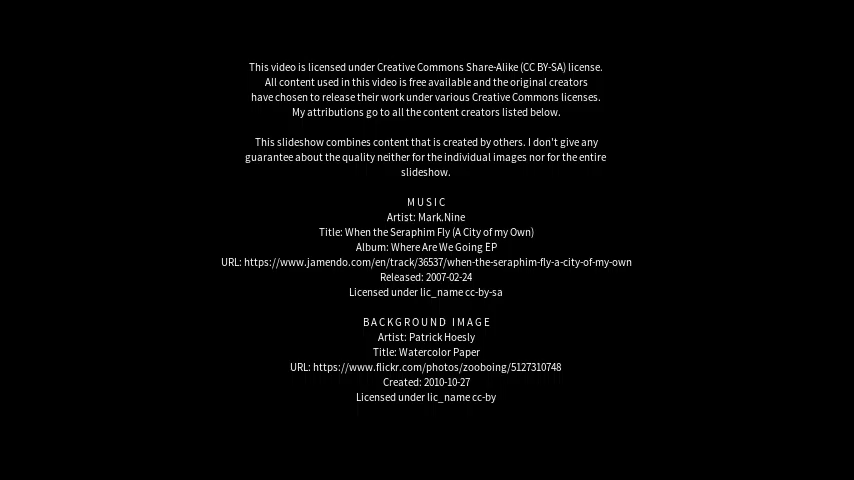 This video is licensed under Creative Commons Share-Alike (CC BY-SA) license.
All content used in this video is free available and the original creators
have chosen to release their work under various Creative Commons licenses.
My attributions go to all the content creators listed below.
This slideshow combines content that is created by others. I don't give any
guarantee about the quality neither for the individual images nor for the entire
slideshow.
MUSIC
Artist: Mark.Nine
Title: When the Seraphim Fly (A City of my Own)
Album: Where Are We Going EP
URL: https://www.jamendo.com/en/track/36537/when-the-seraphim-fly-a-city-of-my-own
Released: 2007-02-24
Licensed under lic_name cc-by-sa
BACKGROUND IMAGE
Artist: Patrick Hoesly
Title: Watercolor Paper
URL: https://www.flickr.com/photos/zooboing/5127310748
Created: 2010-10-27
Licensed under lic_name cc-by